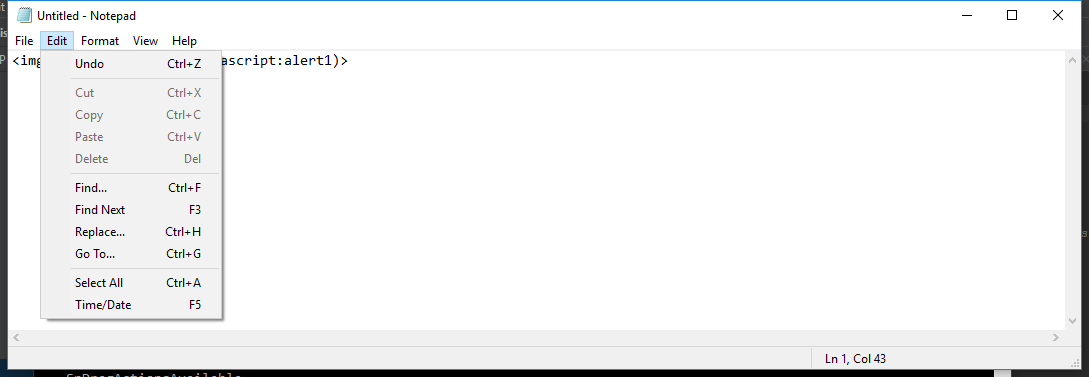 Untitled - Notepad
File Edit Format View Help
<img ascript:alert1)>
Undo Ctrl+Z
Cut Ctrl+X
Copy Ctrl+C
Paste Ctrl+V
Delete Del
Find... Ctrl+F
Find Next F3
Replace... Ctrl+H
Go To... Ctrl+G
Select All Ctrl+A
Time/Date F5
Ln 1, Col 43